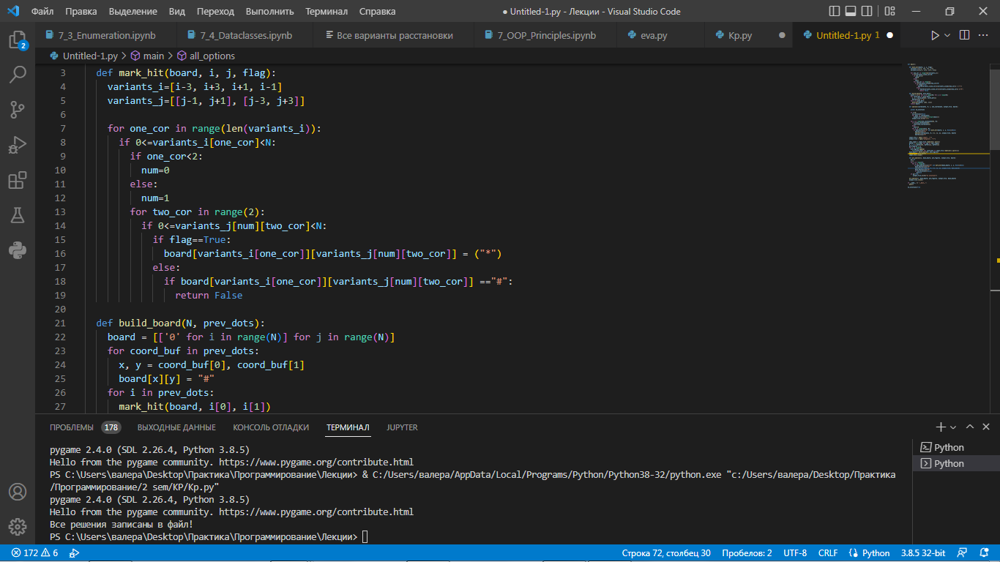 Файл Правка Выделение Вид Переход Выполнить Терминал Справка ● Untitled-1.py - Лекции - Visual Studio Code
7_3_Enumeration.ipynb 7_4_Dataclasses.ipynb Все варианты расстановки 7_OOP_Principles.ipynb eva.py Кр.py Untitled-1.py 1
2
Untitled-1.py > main > all_options
3 def mark_hit(board, i, j, flag):
4 variants_i=[i-3, i+3, i+1, i-1]
5 variants_j=[[j-1, j+1], [j-3, j+3]]
6
7 for one_cor in range(len(variants_i)):
8 if 0<=variants_i[one_cor]<N:
9 if one_cor<2:
10 num=0
11 else:
12 num=1
13 for two_cor in range(2):
14 if 0<=variants_j[num][two_cor]<N:
15 if flag==True:
16 board[variants_i[one_cor]][variants_j[num][two_cor]] = ("*")
17 else:
18 if board[variants_i[one_cor]][variants_j[num][two_cor]] =="#":
19 return False
20
21 def build_board(N, prev_dots):
22 board = [['0' for i in range(N)] for j in range(N)]
23 for coord_buf in prev_dots:
24 x, y = coord_buf[0], coord_buf[1]
25 board[x][y] = "#"
26 for i in prev_dots:
27 mark_hit(board, i[0], i[1])
ПРОБЛЕМЫ 178 ВЫХОДНЫЕ ДАННЫЕ КОНСОЛЬ ОТЛАДКИ ТЕРМИНАЛ JUPYTER
pygame 2.4.0 (SDL 2.26.4, Python 3.8.5)
Hello from the pygame community. https://www.pygame.org/contribute.html
PS C:\Users\валера\Desktop\Практика\Программирование\Лекции> & C:/Users/валера/AppData/Local/Programs/Python/Python38-32/python.exe "c:/Users/валера/Desktop/Практика
/Программирование/2 sem/КР/Кр.py"
pygame 2.4.0 (SDL 2.26.4, Python 3.8.5)
Hello from the pygame community. https://www.pygame.org/contribute.html
Все решения записаны в файл!
PS C:\Users\валера\Desktop\Практика\Программирование\Лекции>
Python
Python
172 6 Строка 72, столбец 30 Пробелов: 2 UTF-8 CRLF Python 3.8.5 32-bit